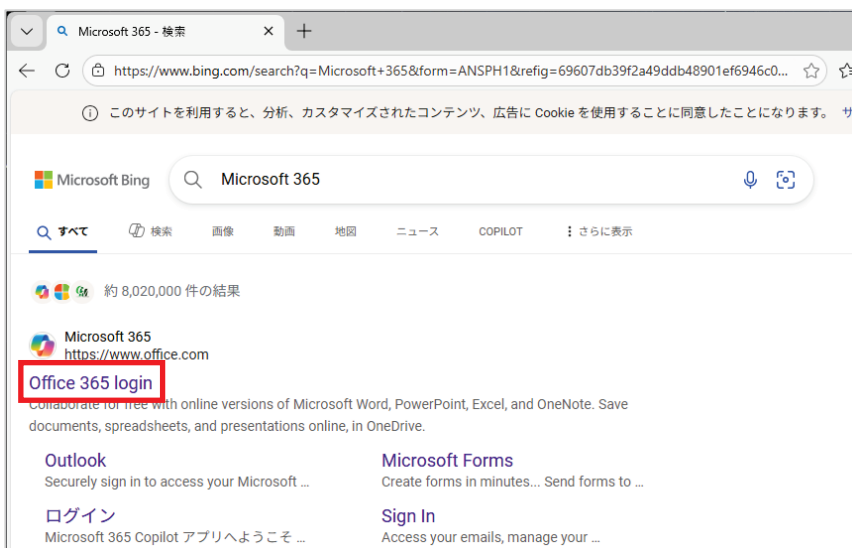 Microsoft 365 - 検索
https://www.bing.com/search?q=Microsoft+365&form=ANSPH1&refig=69607db39f2a49ddb48901ef6946c0...
このサイトを利用すると、分析、カスタマイズされたコンテンツ、広告に Cookie を使用することに同意したことになります。 サ
Microsoft Bing
Microsoft 365
すべて 検索 画像 動画 地図 ニュース COPILOT さらに表示
約 8,020,000 件の結果
Microsoft 365
https://www.office.com
Office 365 login
Collaborate for free with online versions of Microsoft Word, PowerPoint, Excel, and OneNote. Save
documents, spreadsheets, and presentations online, in OneDrive.
Outlook
Securely sign in to access your Microsoft ...
Microsoft Forms
Create forms in minutes... Send forms to ...
ログイン
Microsoft 365 Copilot アプリへようこそ ...
Sign In
Access your emails, manage your ...